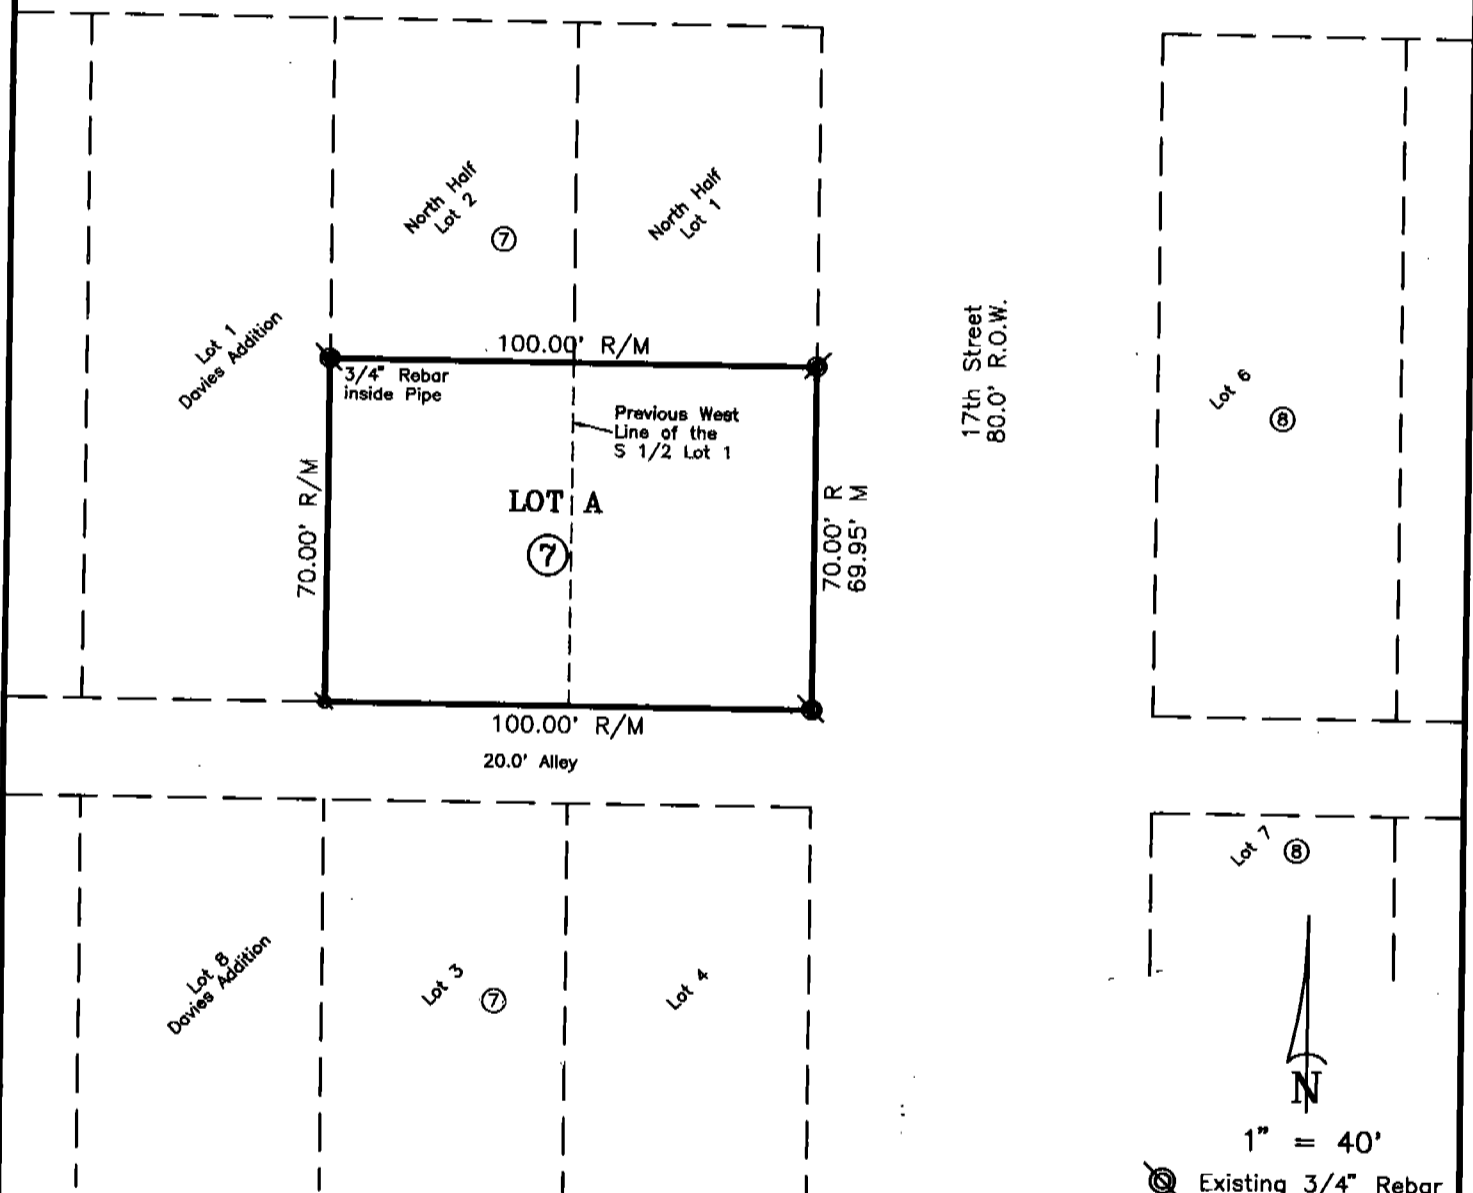 North Half
Lot 2
7
North Half
Lot 1
Lot 1
Davies Addition
100.00' R/M
3/4" Rebar
inside Pipe
Previous West
Line of the
S 1/2 Lot 1
17th Street
80.0' R.O.W.
Lot 6
8
70.00' R/M
LOT A
7
70.00' R
69.95' M
100.00' R/M
20.0' Alley
Lot 7
8
Lot 8
Davies Addition
Lot 3
7
Lot 4
N
1" = 40'
Existing 3/4" Rebar